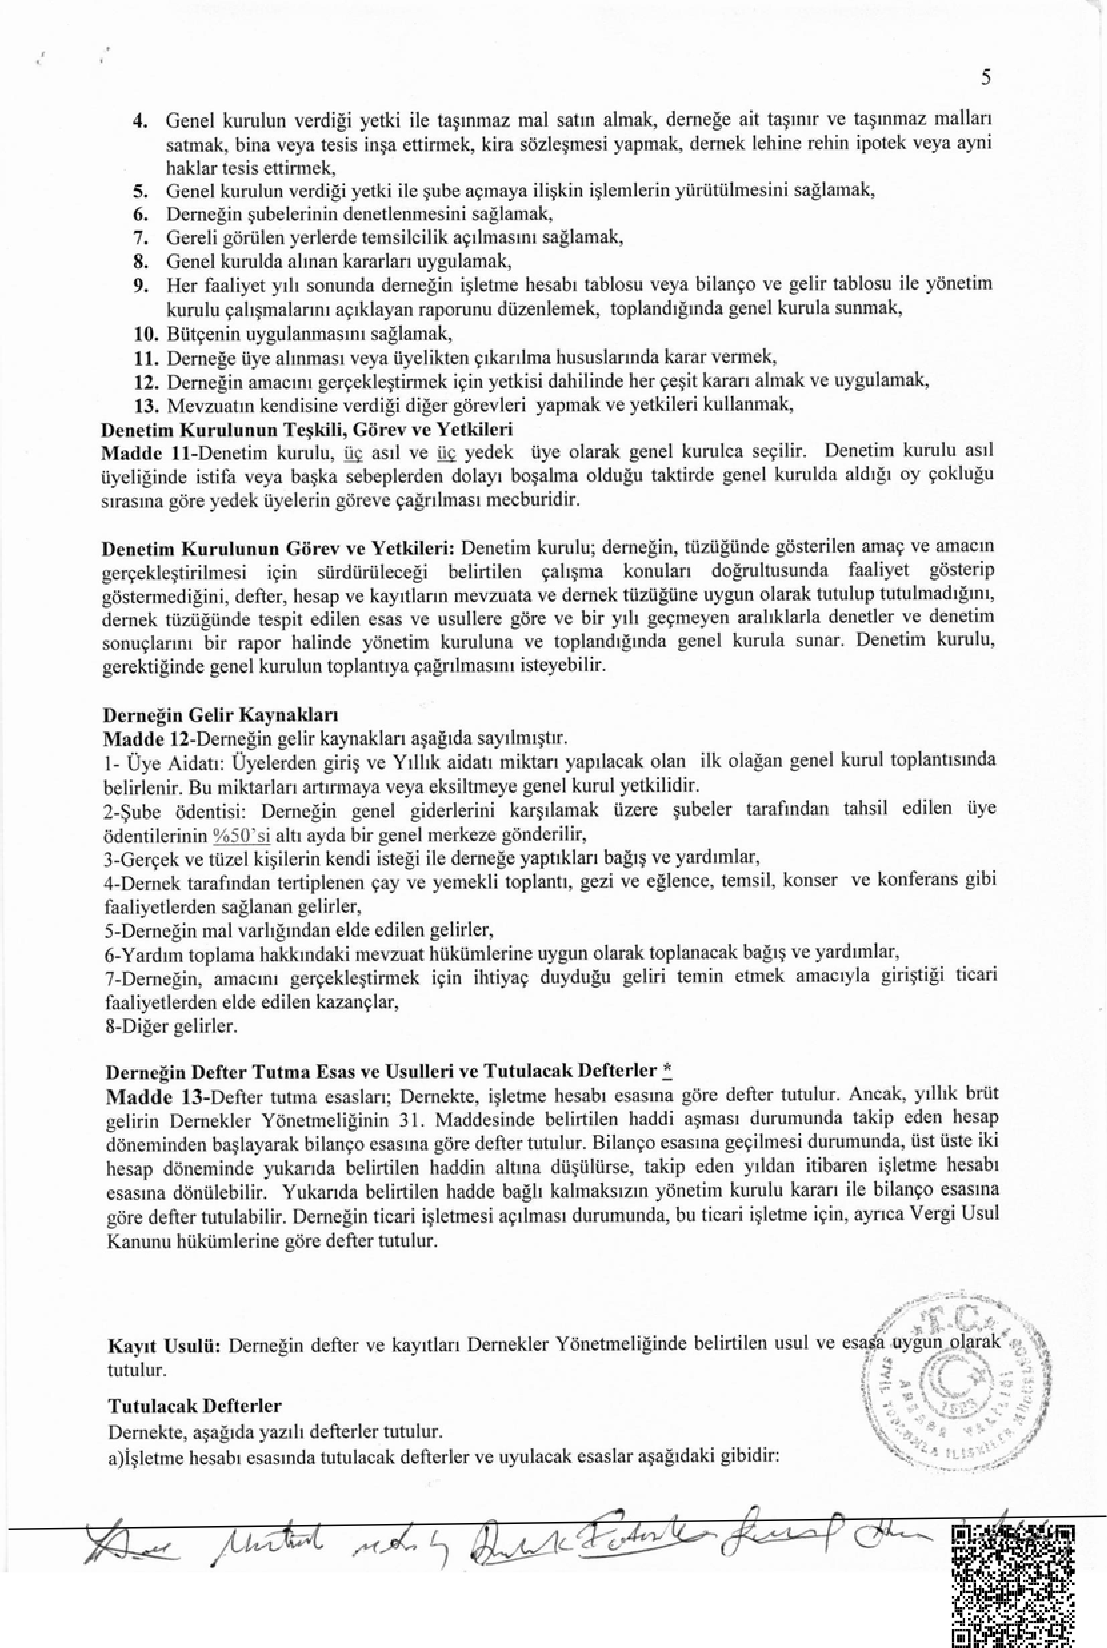 5
4. Genel kurulun verdiği yetki ile taşınmaz mal satın almak, derneğe ait taşınır ve taşınmaz malları
satmak, bina veya tesis inşa ettirmek, kira sözleşmesi yapmak, dernek lehine rehin ipotek veya ayni
haklar tesis ettirmek,
5. Genel kurulun verdiği yetki ile şube açmaya ilişkin işlemlerin yürütülmesini sağlamak,
6. Derneğin şubelerinin denetlenmesini sağlamak,
7. Gereli görülen yerlerde temsilcilik açılmasını sağlamak,
8. Genel kurulda alınan kararları uygulamak,
9. Her faaliyet yılı sonunda derneğin işletme hesabı tablosu veya bilanço ve gelir tablosu ile yönetim
kurulu çalışmalarını açıklayan raporunu düzenlemek, toplandığında genel kurula sunmak,
10. Bütçenin uygulanmasını sağlamak,
11. Derneğe üye alınması veya üyelikten çıkarılma hususlarında karar vermek,
12. Derneğin amacını gerçekleştirmek için yetkisi dahilinde her çeşit kararı almak ve uygulamak,
13. Mevzuatın kendisine verdiği diğer görevleri yapmak ve yetkileri kullanmak,
Denetim Kurulunun Teşkili, Görev ve Yetkileri
Madde 11-Denetim kurulu, üç asıl ve üç yedek üye olarak genel kurulca seçilir. Denetim kurulu asıl
üyeliğinde istifa veya başka sebeplerden dolayı boşalma olduğu taktirde genel kurulda aldığı oy çokluğu
sırasına göre yedek üyelerin göreve çağrılması mecburidir.
Denetim Kurulunun Görev ve Yetkileri: Denetim kurulu; derneğin, tüzüğünde gösterilen amaç ve amacın
gerçekleştirilmesi için sürdürüleceği belirtilen çalışma konuları doğrultusunda faaliyet gösterip
göstermediğini, defter, hesap ve kayıtların mevzuata ve dernek tüzüğüne uygun olarak tutulup tutulmadığını,
dernek tüzüğünde tespit edilen esas ve usullere göre ve bir yılı geçmeyen aralıklarla denetler ve denetim
sonuçlarını bir rapor halinde yönetim kuruluna ve toplandığında genel kurula sunar. Denetim kurulu,
gerektiğinde genel kurulun toplantıya çağrılmasını isteyebilir.
Derneğin Gelir Kaynakları
Madde 12-Derneğin gelir kaynakları aşağıda sayılmıştır.
1- Üye Aidatı: Üyelerden giriş ve Yıllık aidatı miktarı yapılacak olan ilk olağan genel kurul toplantısında
belirlenir. Bu miktarları artırmaya veya eksiltmeye genel kurul yetkilidir.
2-Şube ödentisi: Derneğin genel giderlerini karşılamak üzere şubeler tarafından tahsil edilen üye
ödentilerinin %50'si altı ayda bir genel merkeze gönderilir,
3-Gerçek ve tüzel kişilerin kendi isteği ile derneğe yaptıkları bağış ve yardımlar,
4-Dernek tarafından tertiplenen çay ve yemekli toplantı, gezi ve eğlence, temsil, konser ve konferans gibi
faaliyetlerden sağlanan gelirler,
5-Derneğin mal varlığından elde edilen gelirler,
6-Yardım toplama hakkındaki mevzuat hükümlerine uygun olarak toplanacak bağış ve yardımlar,
7-Derneğin, amacını gerçekleştirmek için ihtiyaç duyduğu geliri temin etmek amacıyla giriştiği ticari
faaliyetlerden elde edilen kazançlar,
8-Diğer gelirler.
Derneğin Defter Tutma Esas ve Usulleri ve Tutulacak Defterler *
Madde 13-Defter tutma esasları; Dernekte, işletme hesabı esasına göre defter tutulur. Ancak, yıllık brüt
gelirin Dernekler Yönetmeliğinin 31. Maddesinde belirtilen haddi aşması durumunda takip eden hesap
döneminden başlayarak bilanço esasına göre defter tutulur. Bilanço esasına geçilmesi durumunda, üst üste iki
hesap döneminde yukarıda belirtilen haddin altına düşülürse, takip eden yıldan itibaren işletme hesabı
esasına dönülebilir. Yukarıda belirtilen hadde bağlı kalmaksızın yönetim kurulu kararı ile bilanço esasına
göre defter tutulabilir. Derneğin ticari işletmesi açılması durumunda, bu ticari işletme için, ayrıca Vergi Usul
Kanunu hükümlerine göre defter tutulur.
Kayıt Usulü: Derneğin defter ve kayıtları Dernekler Yönetmeliğinde belirtilen usul ve esasa uygun olarak
tutulur.
Tutulacak Defterler
Dernekte, aşağıda yazılı defterler tutulur.
a)İşletme hesabı esasında tutulacak defterler ve uyulacak esaslar aşağıdaki gibidir:
T.C.
1923